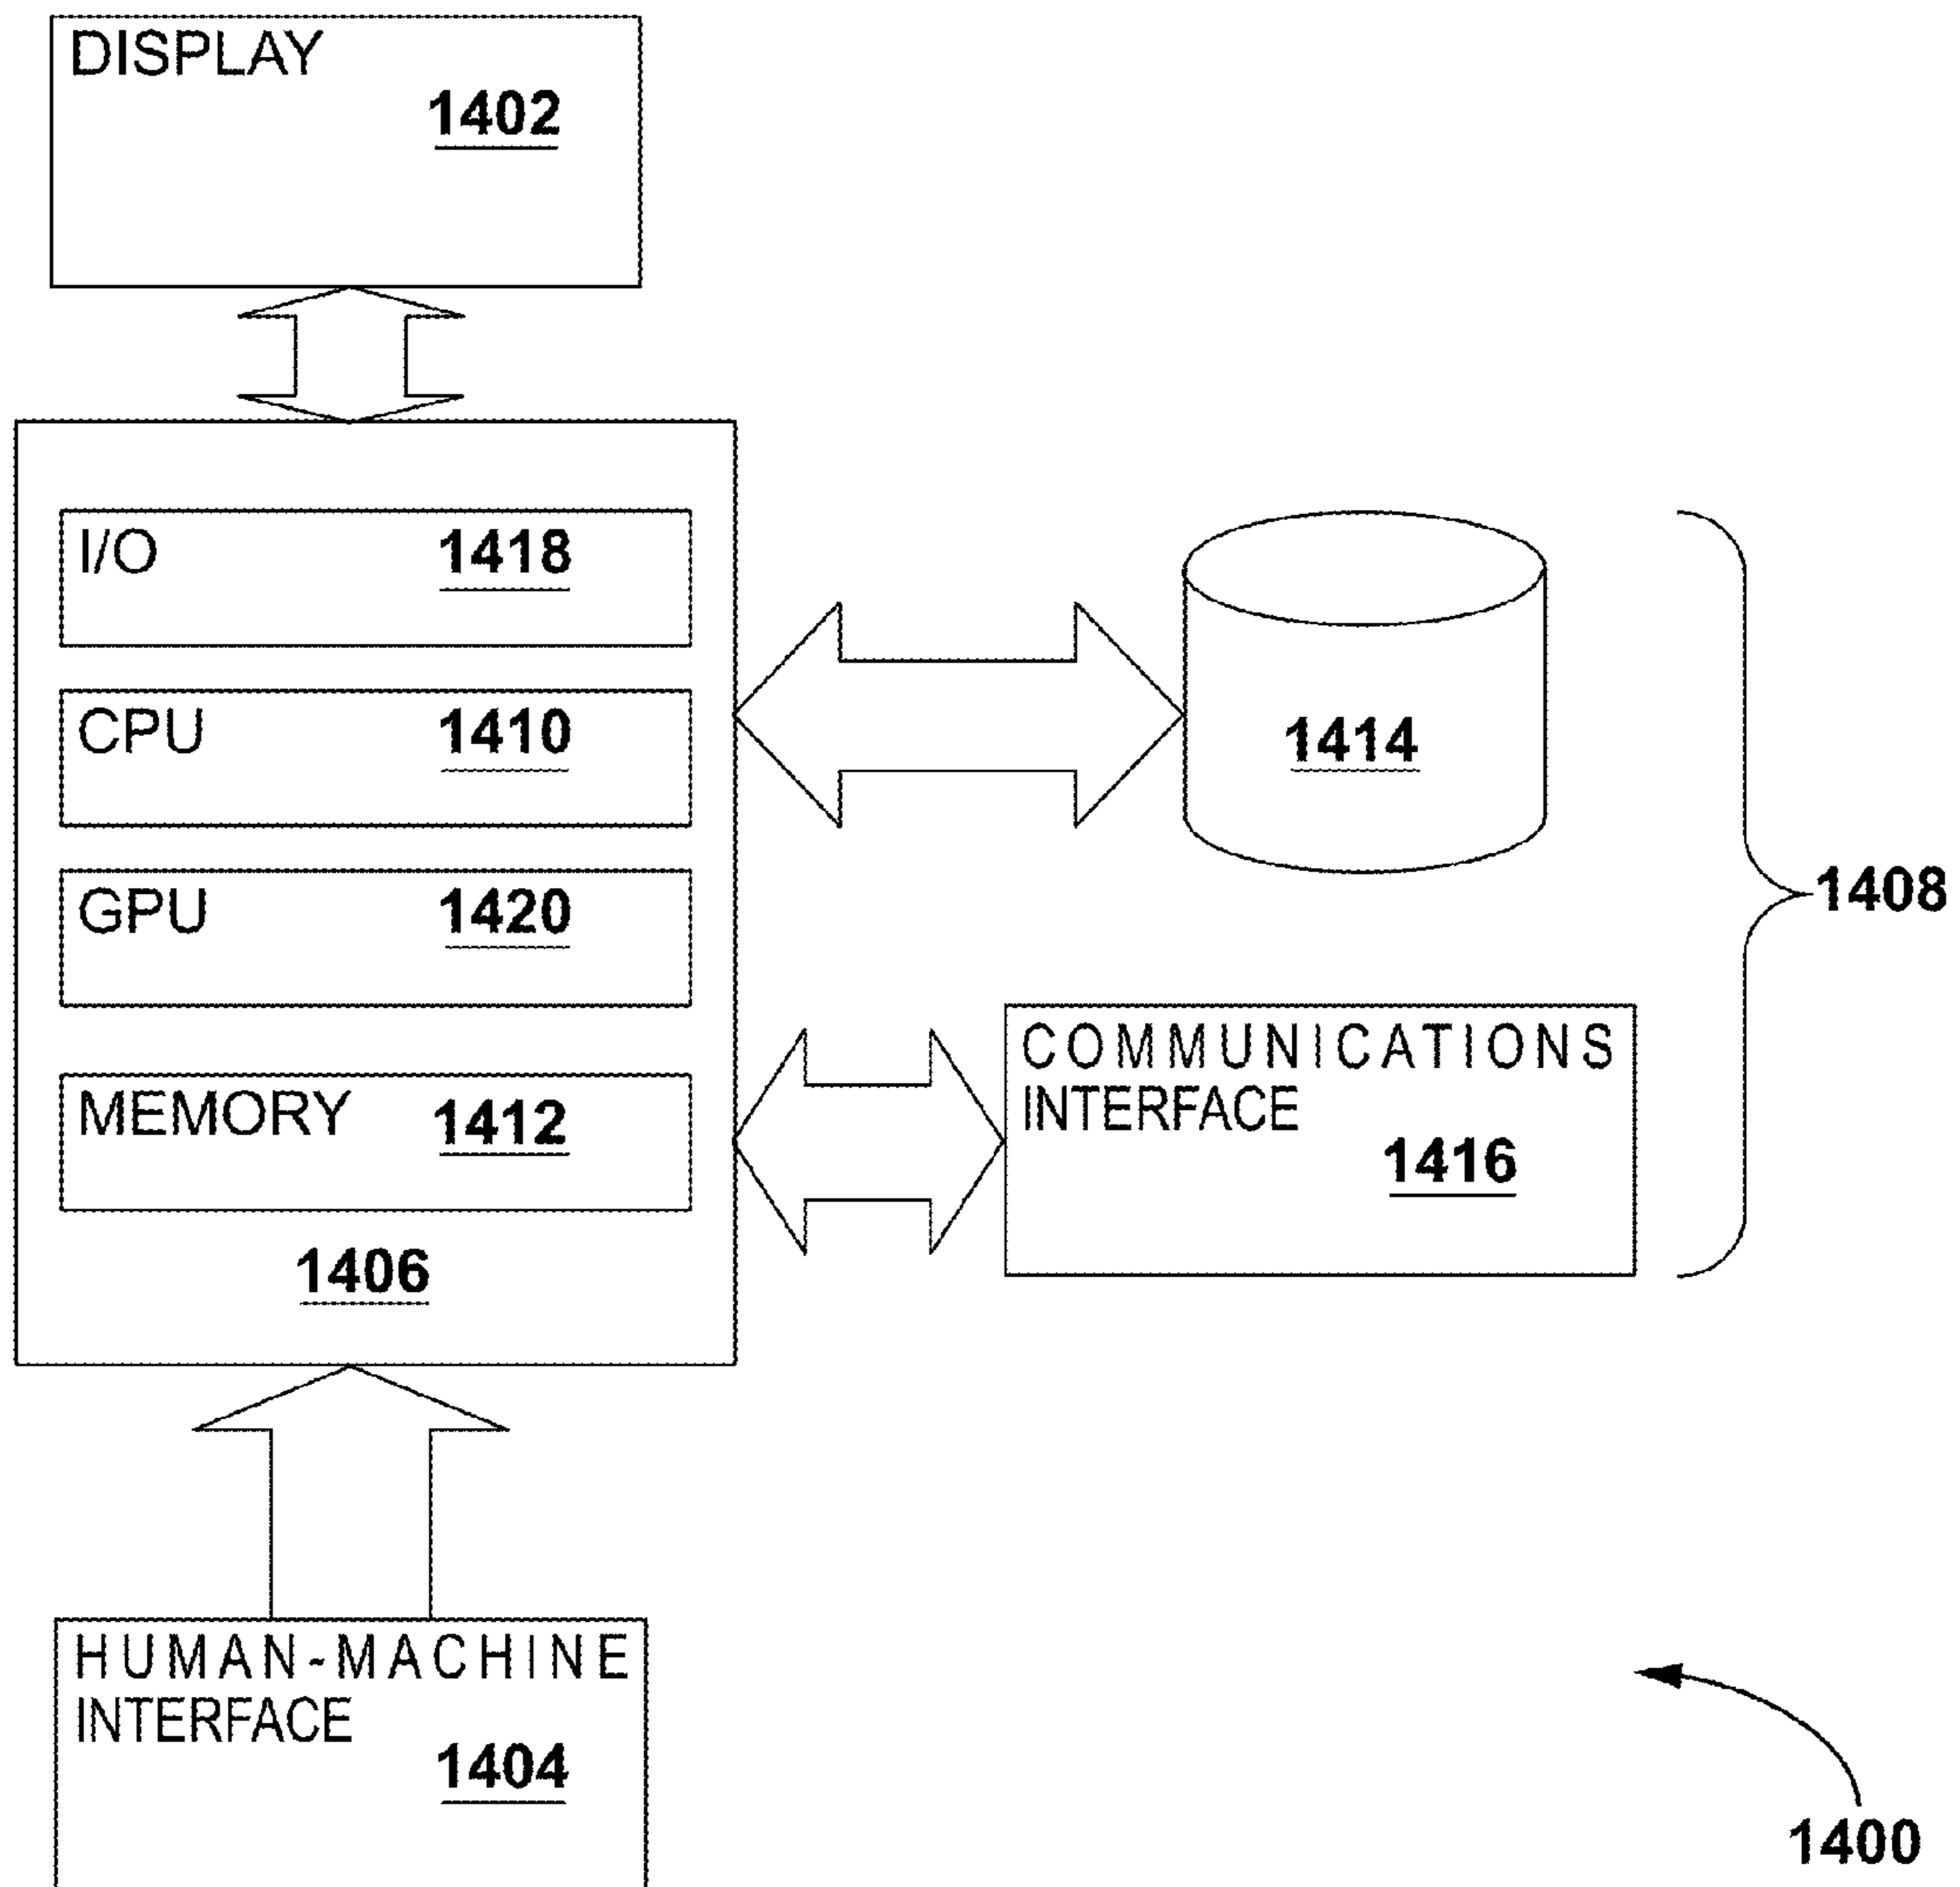 DISPLAY
1402
I/O 1418
CPU 1410
1414
GPU 1420
1408
COMMUNICATIONS
INTERFACE
1416
MEMORY 1412
1406
HUMAN-MACHINE
INTERFACE
1404
1400